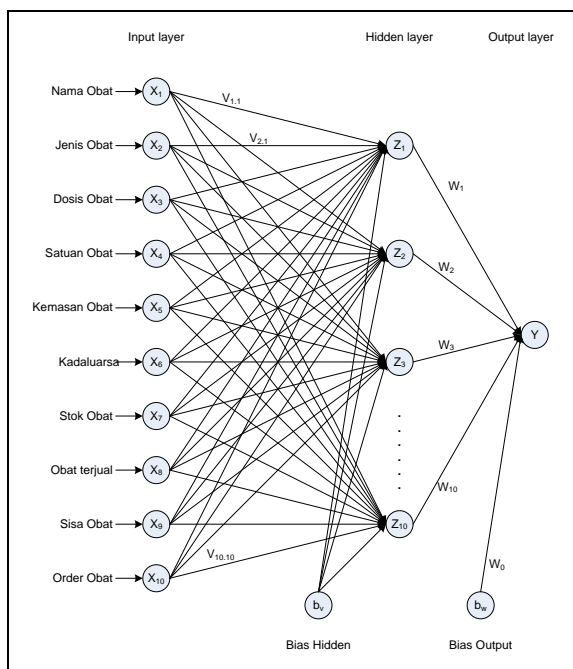 Input layer Hidden layer Output layer
Nama Obat X1
V1.1
Jenis Obat X2 V2.1 Z1
Dosis Obat X3
W1
Satuan Obat X4 Z2 W2
Kemasan Obat X5
Y
W3
Kadaluarsa X6 Z3
Stok Obat X7
Obat terjual X8
W10
Sisa Obat X9 Z10
V10.10
Order Obat X10
W0
bv bw
Bias Hidden Bias Output